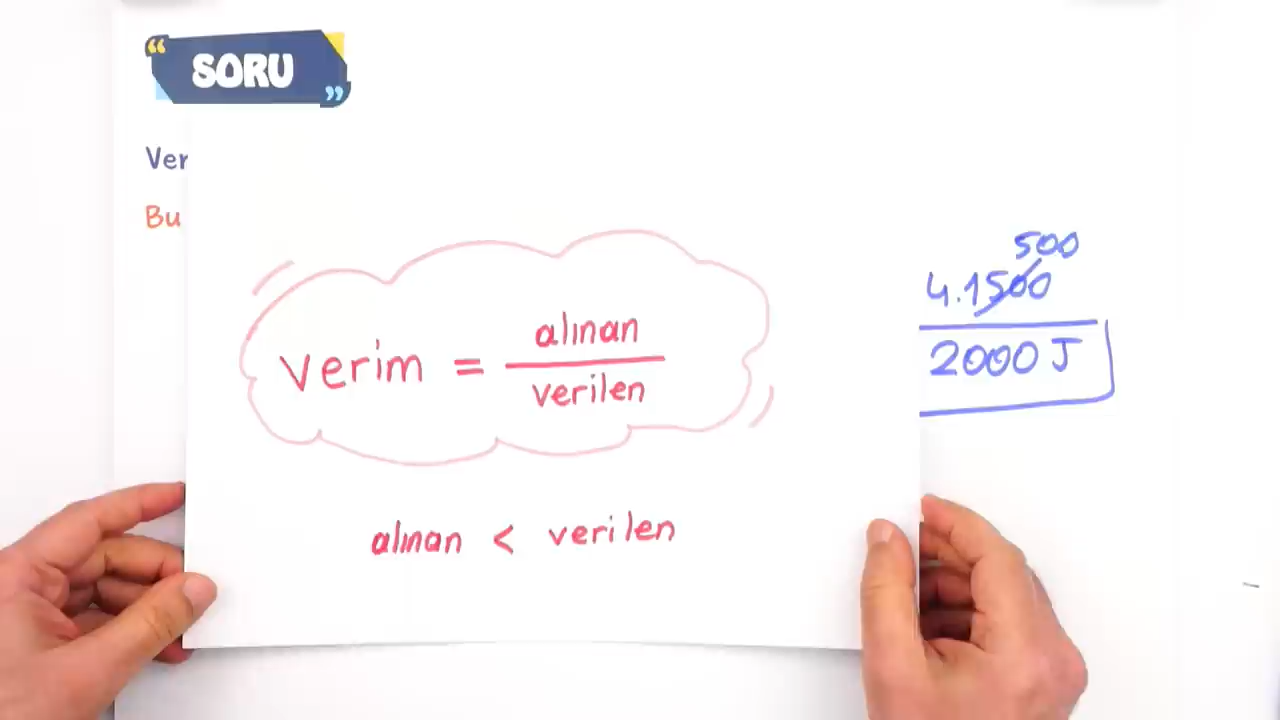 SORU
Ver
Bu
500
4.1500
2000 J
verim = alınan
verilen
alınan < verilen